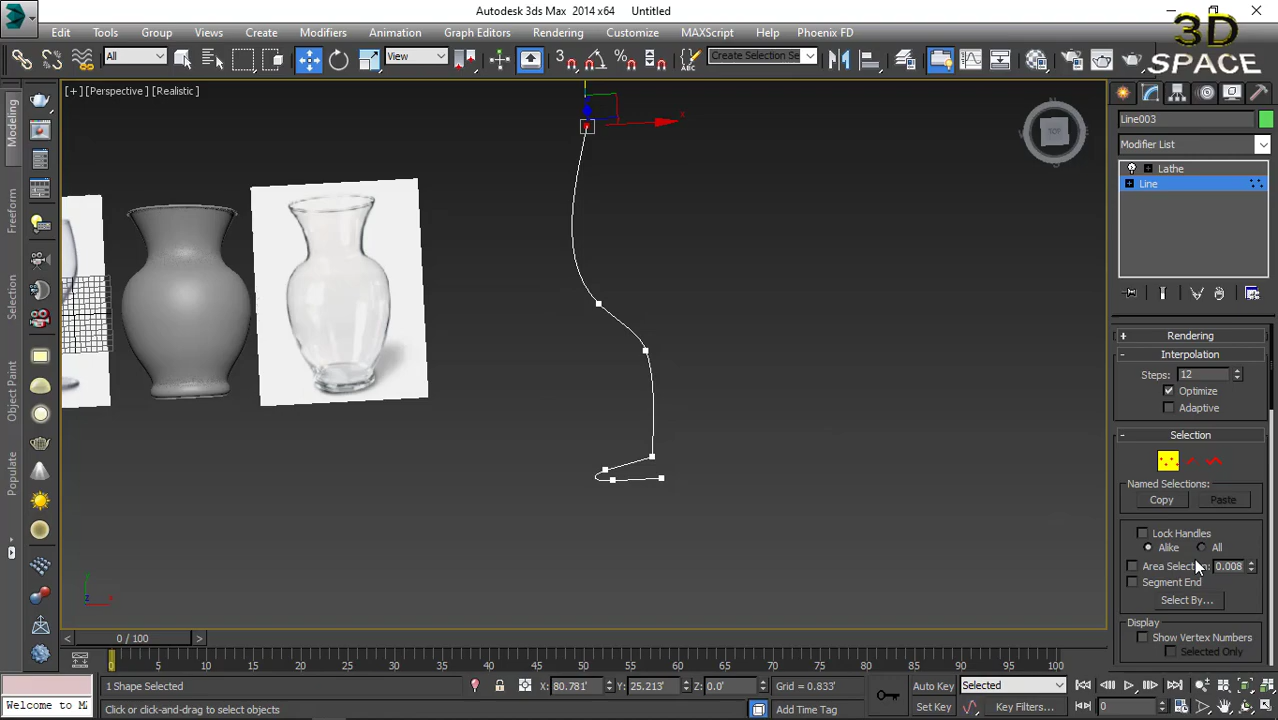 Autodesk 3ds Max 2014 x64 Untitled
3D
SPACE
Edit Tools Group Views Create Modifiers Animation Graph Editors Rendering Customize MAXScript Help Phoenix FD
All View Create Selection Se
[+] [Perspective] [Realistic]
Modeling
Freeform
Selection
Object Paint
Populate
x
TOP
Line003
Modifier List
Lathe
Line
Rendering
Interpolation
Steps: 12
Optimize
Adaptive
Selection
Named Selections:
Copy Paste
Lock Handles
Alike All
Area Selection: 0.008
Segment End
Select By...
Display
Show Vertex Numbers
Selected Only
0 / 100
0 5 10 15 20 25 30 35 40 45 50 55 60 65 70 75 80 85 90 95 100
1 Shape Selected X: 80.781' Y: 25.213' Z: 0.0' Grid = 0.833' Auto Key Selected
Welcome to M Click or click-and-drag to select objects Add Time Tag Set Key Key Filters... 0